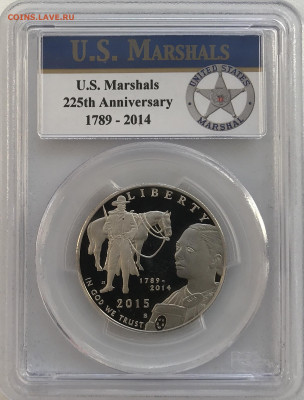 COINS.LAVE.RU
U.S. MARSHALS
U.S. Marshals
225th Anniversary
1789 - 2014
UNITED STATES
MARSHAL
LIBERTY
1789-
2014
2015
IN GOD WE TRUST